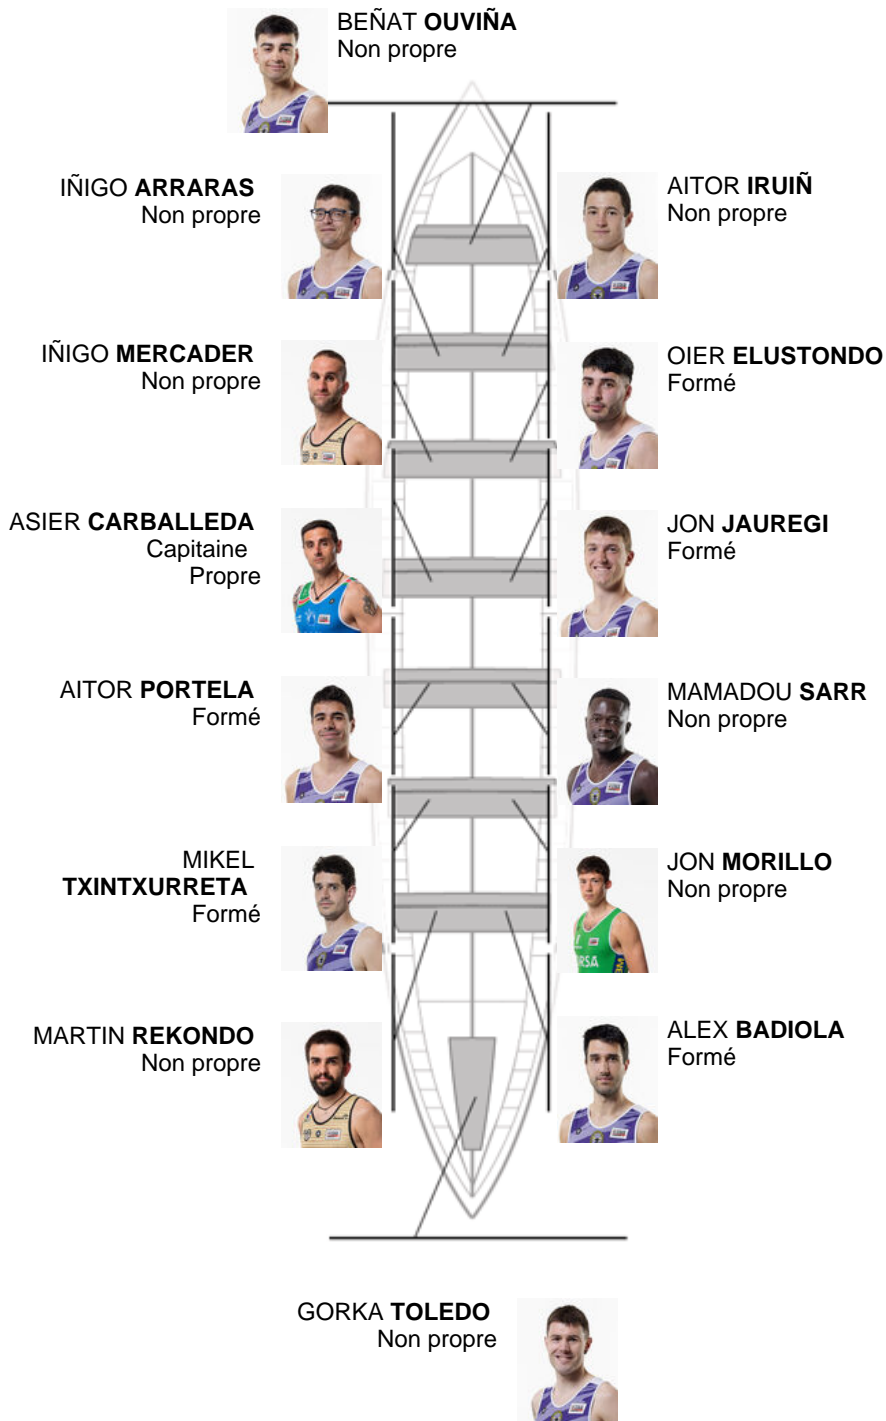 BEÑAT OUVIÑA
Non propre
IÑIGO ARRARAS
Non propre
AITOR IRUIÑ
Non propre
IÑIGO MERCADER
Non propre
OIER ELUSTONDO
Formé
ASIER CARBALLEDA
Capitaine
Propre
JON JAUREGI
Formé
AITOR PORTELA
Formé
MAMADOU SARR
Non propre
MIKEL
TXINTXURRETA
Formé
JON MORILLO
Non propre
MARTIN REKONDO
Non propre
ALEX BADIOLA
Formé
GORKA TOLEDO
Non propre